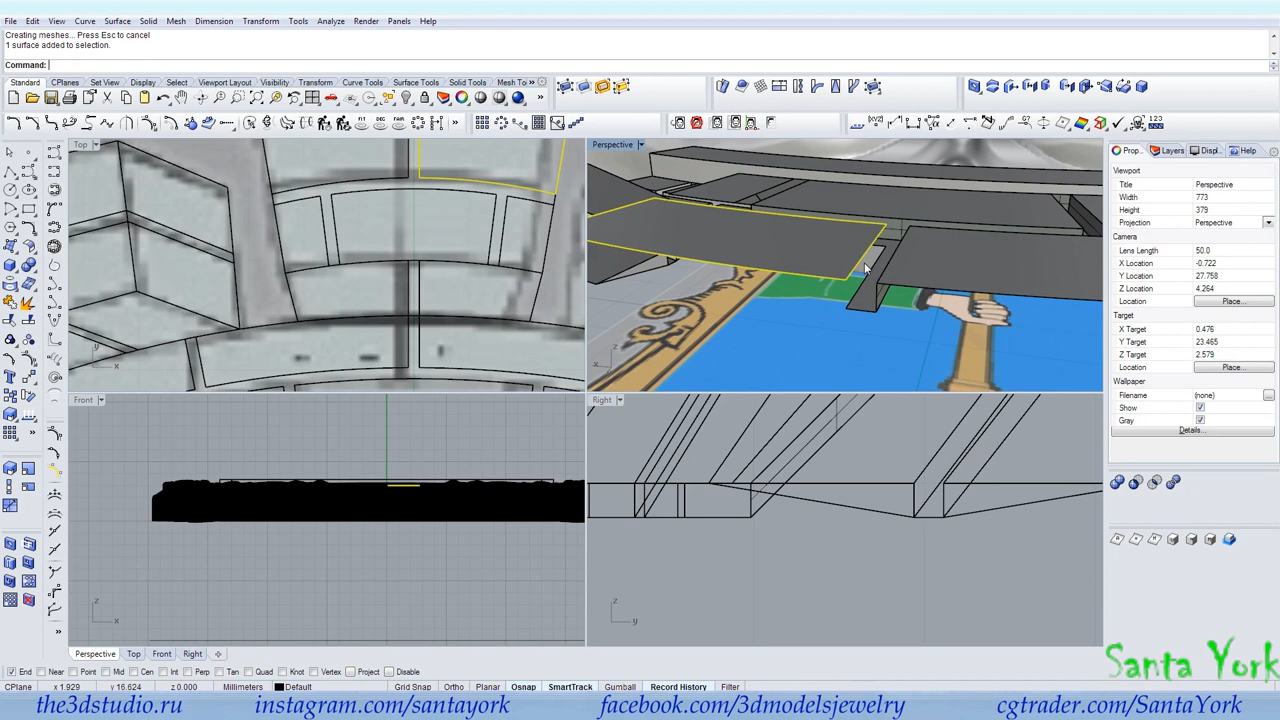 File Edit View Curve Surface Solid Mesh Dimension Transform Tools Analyze Render Panels Help
Creating meshes... Press Esc to cancel
1 surface added to selection.
Command:
Standard CPlanes Set View Display Select Viewport Layout Visibility Transform Curve Tools Surface Tools Solid Tools Mesh To »
Top
Perspective
Front
Right
x
y
x
z
x
z
y
z
Prop... Layers Displ... Help
Viewport
Title Perspective
Width 773
Height 379
Projection Perspective
Camera
Lens Length 50.0
X Location -0.722
Y Location 27.758
Z Location 4.264
Location Place...
Target
X Target 0.476
Y Target 23.465
Z Target 2.579
Location Place...
Wallpaper
Filename (none) ...
Show
Gray
Details...
Perspective Top Front Right
End Near Point Mid Cen Int Perp Tan Quad Knot Vertex Project Disable
CPlane x 1.929 y 16.624 z 0.000 Millimeters Default Grid Snap Ortho Planar Osnap SmartTrack Gumball Record History Filter
Santa York
the3dstudio.ru instagram.com/santayork facebook.com/3dmodelsjewelry cgtrader.com/SantaYork